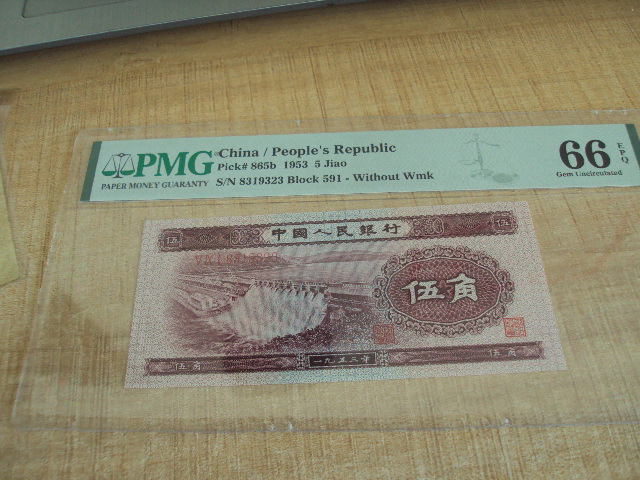 PMG
PAPER MONEY GUARANTY
China / People's Republic
Pick# 865b 1953 5 Jiao
S/N 8319323 Block 591 - Without Wmk
66 EPQ
Gem Uncirculated
伍 中國人民銀行 伍
伍角
伍角 一九五三年 伍角